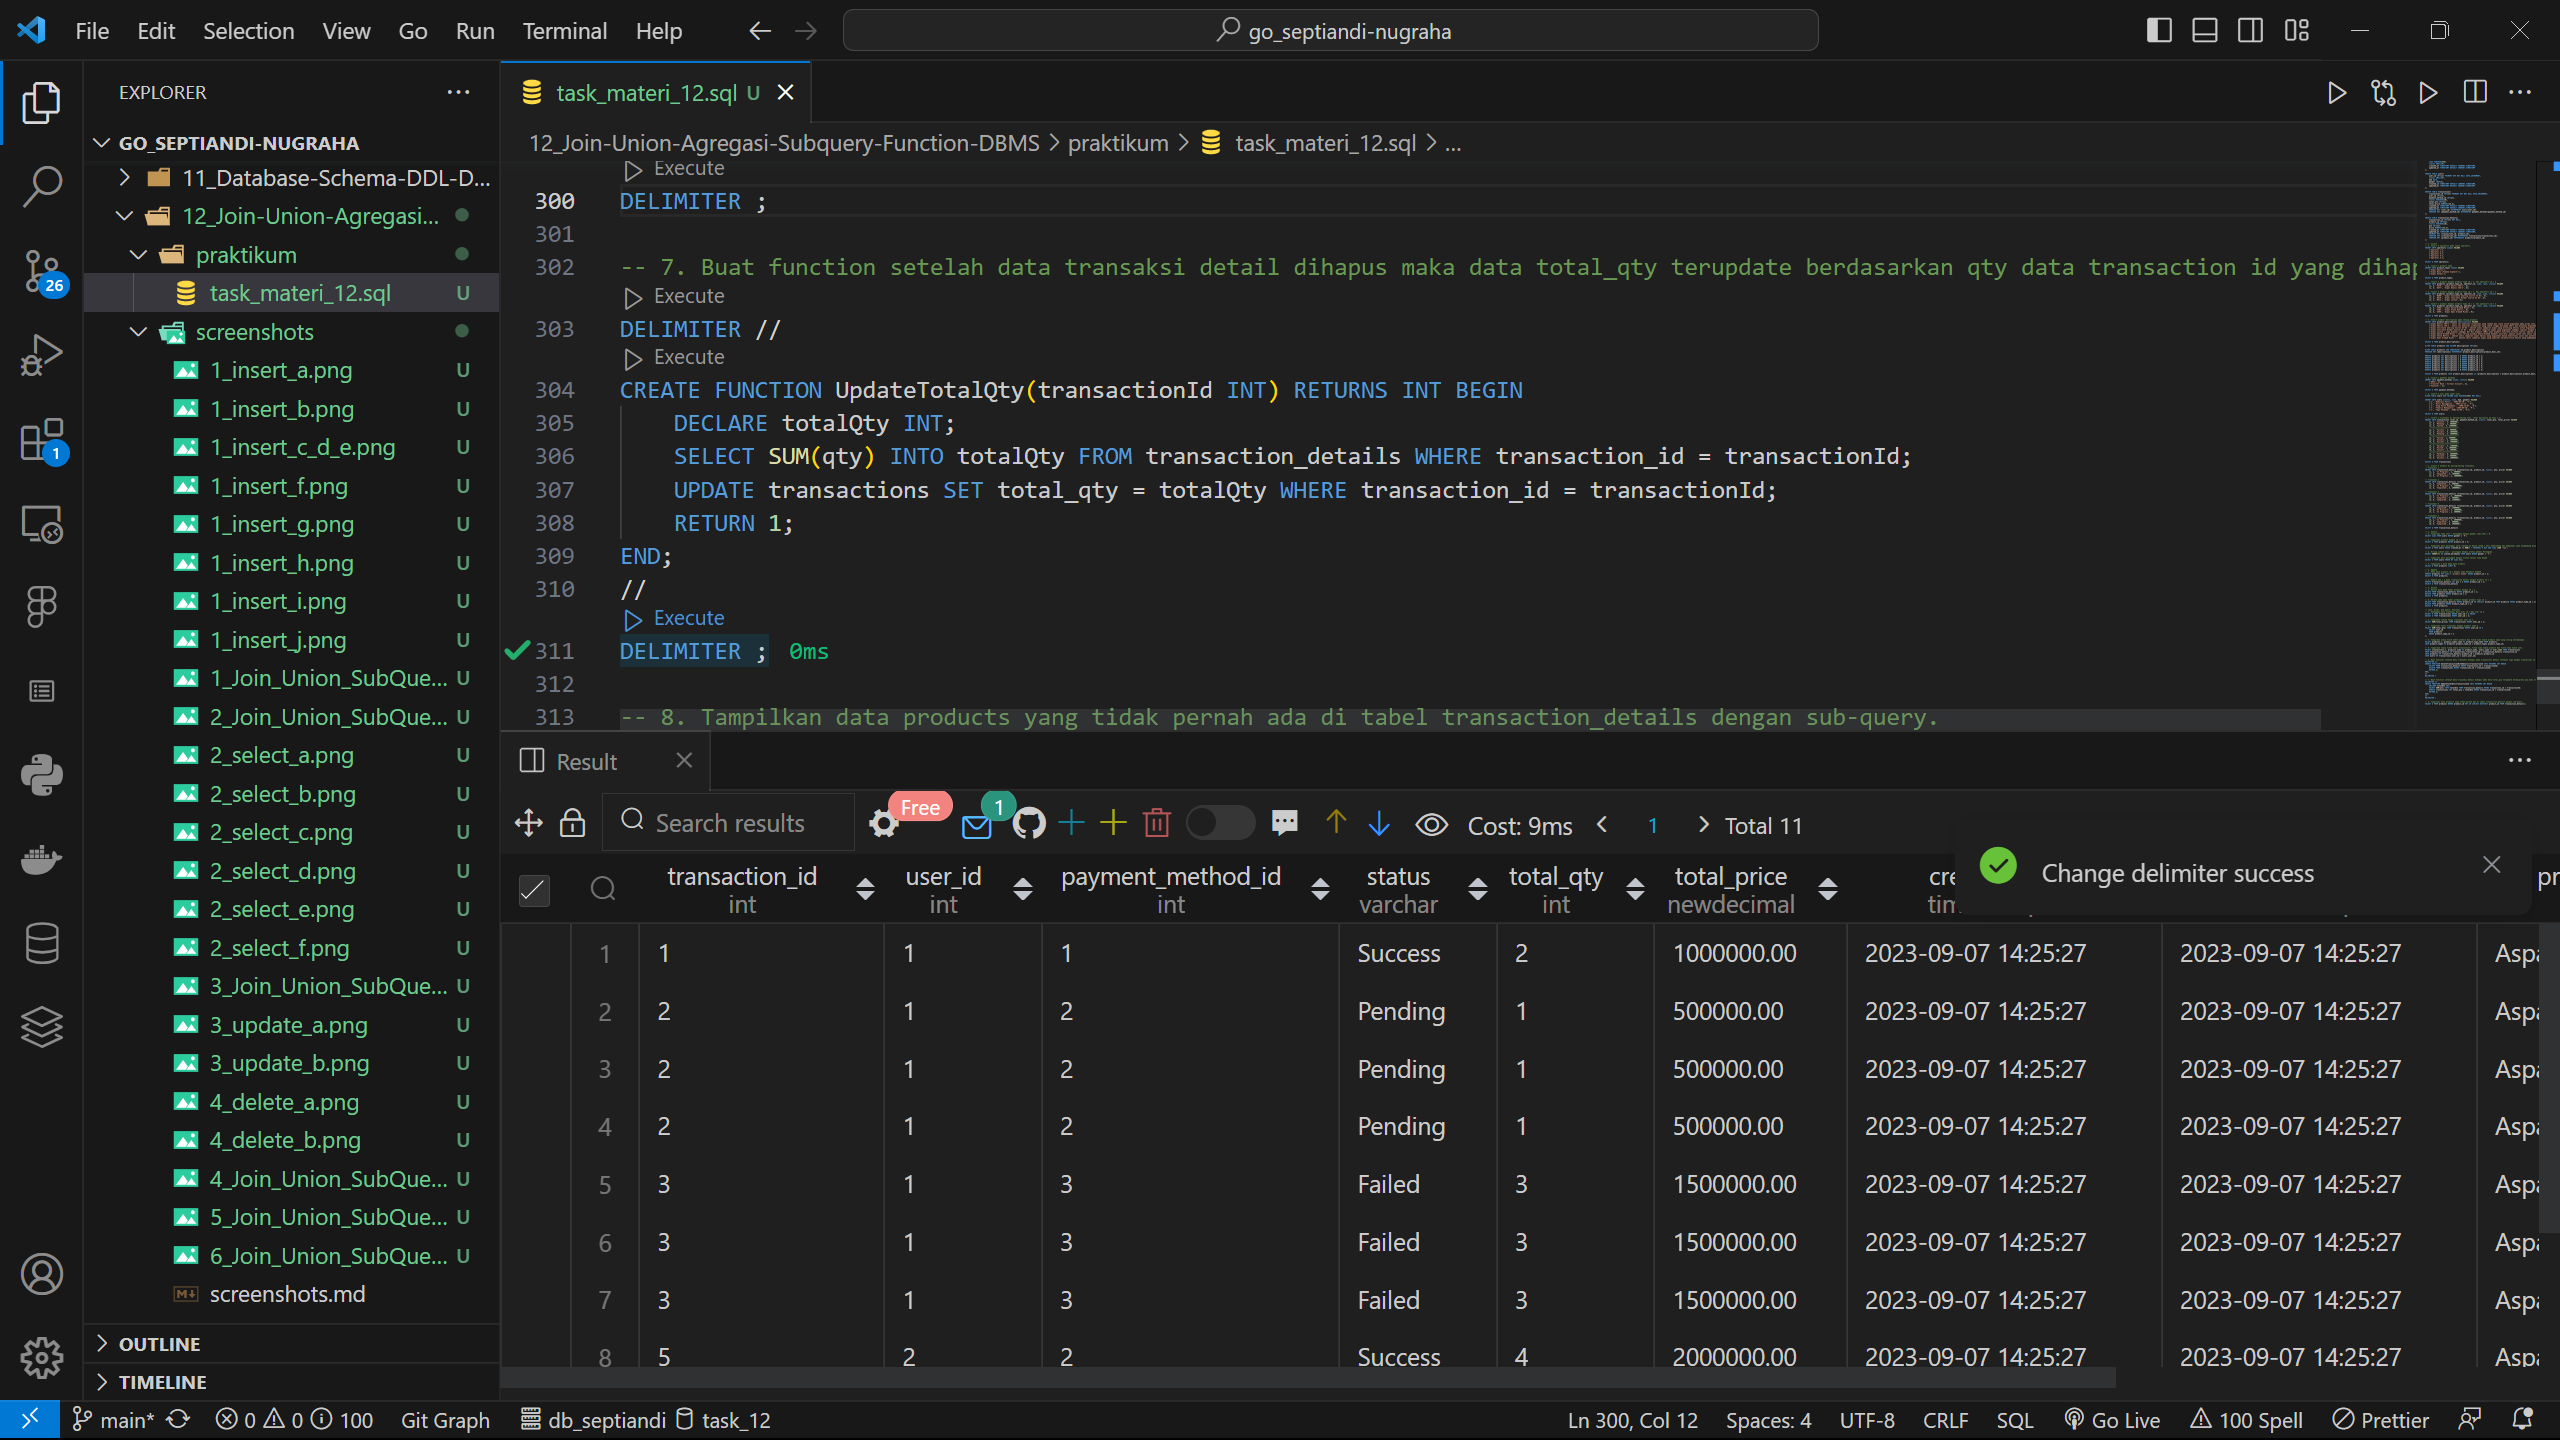 File Edit Selection View Go Run Terminal Help
go_septiandi-nugraha
EXPLORER
GO_SEPTIANDI-NUGRAHA
11_Database-Schema-DDL-D...
12_Join-Union-Agregasi...
praktikum
task_materi_12.sql U
screenshots
1_insert_a.png U
1_insert_b.png U
1_insert_c_d_e.png U
1_insert_f.png U
1_insert_g.png U
1_insert_h.png U
1_insert_i.png U
1_insert_j.png U
1_Join_Union_SubQue... U
2_Join_Union_SubQue... U
2_select_a.png U
2_select_b.png U
2_select_c.png U
2_select_d.png U
2_select_e.png U
2_select_f.png U
3_Join_Union_SubQue... U
3_update_a.png U
3_update_b.png U
4_delete_a.png U
4_delete_b.png U
4_Join_Union_SubQue... U
5_Join_Union_SubQue... U
6_Join_Union_SubQue... U
screenshots.md
OUTLINE
TIMELINE
26
1
task_materi_12.sql U
12_Join-Union-Agregasi-Subquery-Function-DBMS > praktikum > task_materi_12.sql > ...
Execute
300 DELIMITER ;
301
302 -- 7. Buat function setelah data transaksi detail dihapus maka data total_qty terupdate berdasarkan qty data transaction id yang dihap
Execute
303 DELIMITER //
Execute
304 CREATE FUNCTION UpdateTotalQty(transactionId INT) RETURNS INT BEGIN
305 DECLARE totalQty INT;
306 SELECT SUM(qty) INTO totalQty FROM transaction_details WHERE transaction_id = transactionId;
307 UPDATE transactions SET total_qty = totalQty WHERE transaction_id = transactionId;
308 RETURN 1;
309 END;
310 //
Execute
311 DELIMITER ; 0ms
312
313 -- 8. Tampilkan data products yang tidak pernah ada di tabel transaction_details dengan sub-query.
Result
Search results Free 1 Cost: 9ms < 1 > Total 11
transaction_id user_id payment_method_id status total_qty total_price cre pr
int int int varchar int newdecimal tim
Change delimiter success
1 1 1 1 Success 2 1000000.00 2023-09-07 14:25:27 2023-09-07 14:25:27 Aspa
2 2 1 2 Pending 1 500000.00 2023-09-07 14:25:27 2023-09-07 14:25:27 Aspa
3 2 1 2 Pending 1 500000.00 2023-09-07 14:25:27 2023-09-07 14:25:27 Aspa
4 2 1 2 Pending 1 500000.00 2023-09-07 14:25:27 2023-09-07 14:25:27 Aspa
5 3 1 3 Failed 3 1500000.00 2023-09-07 14:25:27 2023-09-07 14:25:27 Aspa
6 3 1 3 Failed 3 1500000.00 2023-09-07 14:25:27 2023-09-07 14:25:27 Aspa
7 3 1 3 Failed 3 1500000.00 2023-09-07 14:25:27 2023-09-07 14:25:27 Aspa
8 5 2 2 Success 4 2000000.00 2023-09-07 14:25:27 2023-09-07 14:25:27 Aspa
main* 0 0 100 Git Graph db_septiandi task_12 Ln 300, Col 12 Spaces: 4 UTF-8 CRLF SQL Go Live 100 Spell Prettier